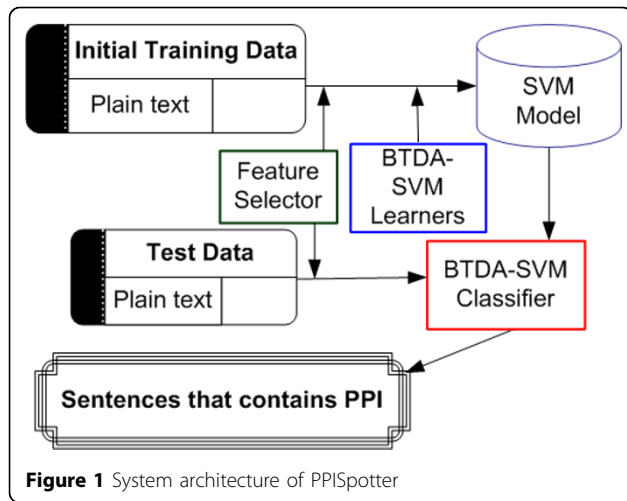 Initial Training Data
Plain text
SVM
Model
Feature
Selector
BTDA-
SVM
Learners
Test Data
Plain text
BTDA-SVM
Classifier
Sentences that contains PPI
Figure 1 System architecture of PPISpotter